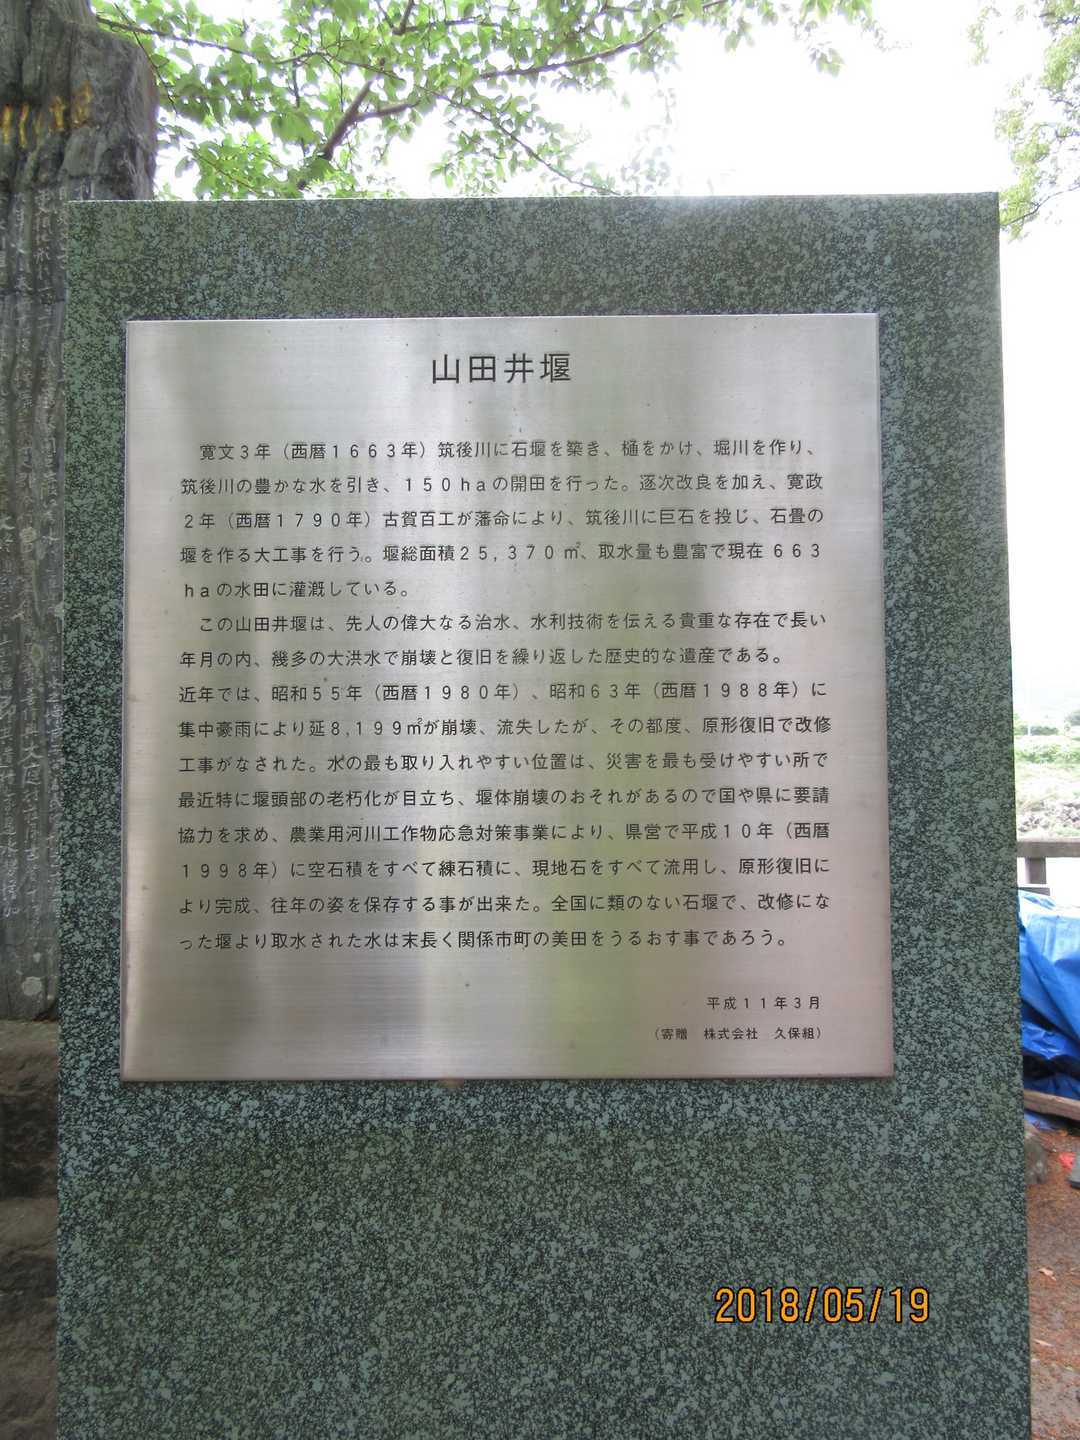 山田井堰
寛文3年（西暦1663年）筑後川に石堰を築き、樋をかけ、堀川を作り、
筑後川の豊かな水を引き、150haの開田を行った。逐次改良を加え、寛政
2年（西暦1790年）古賀百工が藩命により、筑後川に巨石を投じ、石畳の
堰を作る大工事を行う。堰総面積25,370㎡、取水量も豊富で現在663
haの水田に灌漑している。
この山田井堰は、先人の偉大なる治水、水利技術を伝える貴重な存在で長い
年月の内、幾多の大洪水で崩壊と復旧を繰り返した歴史的な遺産である。
近年では、昭和55年（西暦1980年）、昭和63年（西暦1988年）に
集中豪雨により延8,199㎡が崩壊、流失したが、その都度、原形復旧で改修
工事がなされた。水の最も取り入れやすい位置は、災害を最も受けやすい所で
最近特に堰頭部の老朽化が目立ち、堰体崩壊のおそれがあるので国や県に要請
協力を求め、農業用河川工作物応急対策事業により、県営で平成10年（西暦
1998年）に空石積をすべて練石積に、現地石をすべて流用し、原形復旧に
より完成、往年の姿を保存する事が出来た。全国に類のない石堰で、改修にな
った堰より取水された水は末長く関係市町の美田をうるおす事であろう。
平成11年3月
（寄贈　株式会社　久保組）
2018/05/19